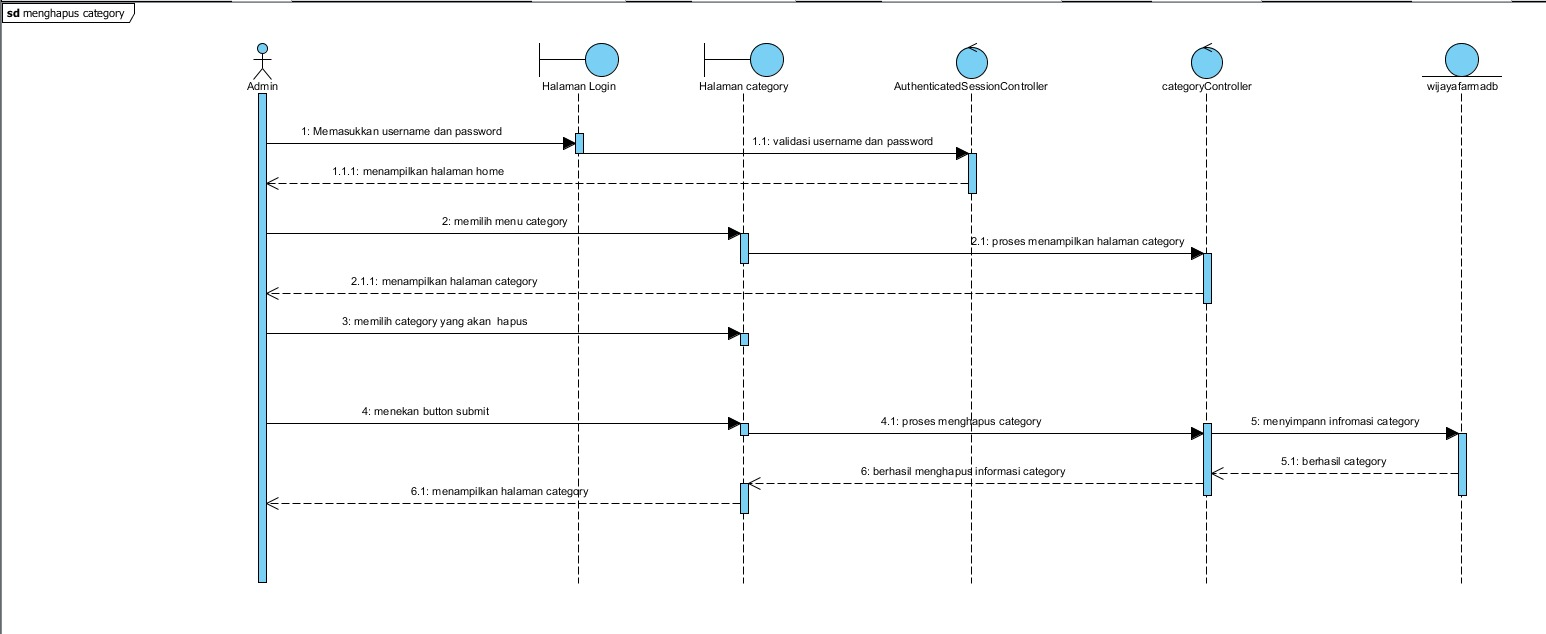 sd menghapus category
Admin
Halaman Login
Halaman category
AuthenticatedSessionController
categoryController
wijayafarmadb
1: Memasukkan username dan password
1.1: validasi username dan password
1.1.1: menampilkan halaman home
2: memilih menu category
2.1: proses menampilkan halaman category
2.1.1: menampilkan halaman category
3: memilih category yang akan  hapus
4: menekan button submit
4.1: proses menghapus category
5: menyimpann infromasi category
5.1: berhasil category
6: berhasil menghapus informasi category
6.1: menampilkan halaman category